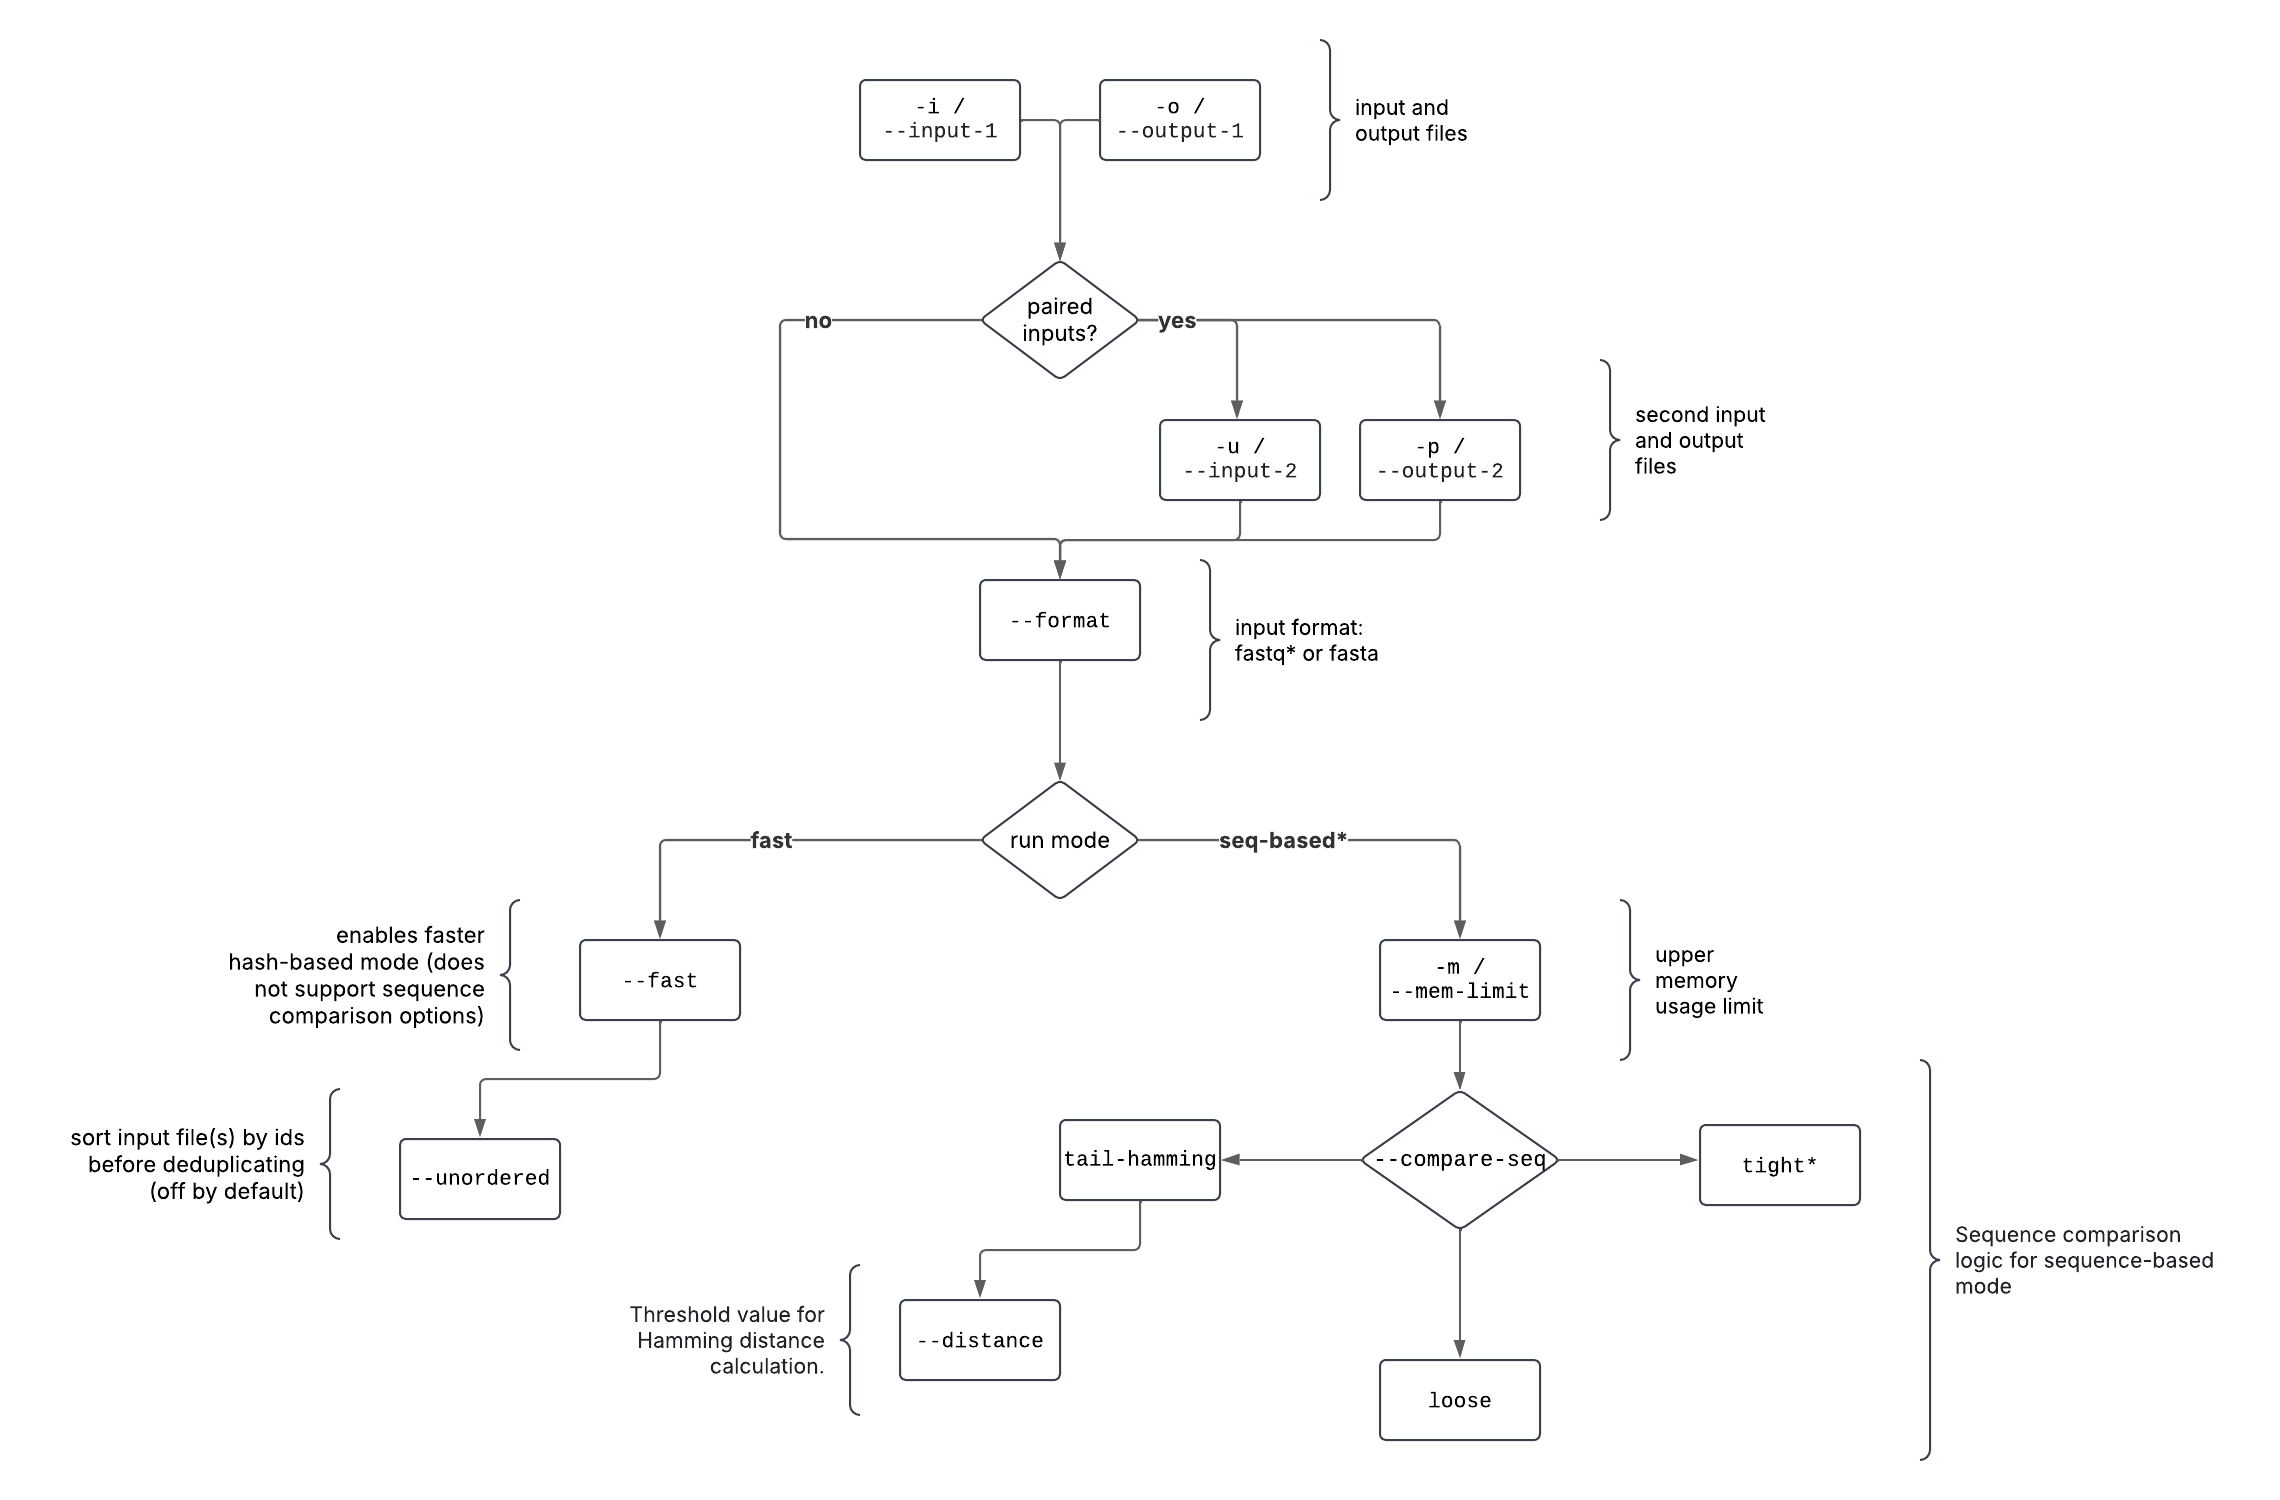 -i /
--input-1
-o /
--output-1
input and
output files
paired
inputs?
no
yes
-u /
--input-2
-p /
--output-2
second input
and output
files
--format
input format:
fastq* or fasta
run mode
fast
seq-based*
enables faster
hash-based mode (does
not support sequence
comparison options)
--fast
-m /
--mem-limit
upper
memory
usage limit
sort input file(s) by ids
before deduplicating
(off by default)
--unordered
tail-hamming
--compare-seq
tight*
Sequence comparison
logic for sequence-based
mode
Threshold value for
Hamming distance
calculation.
--distance
loose